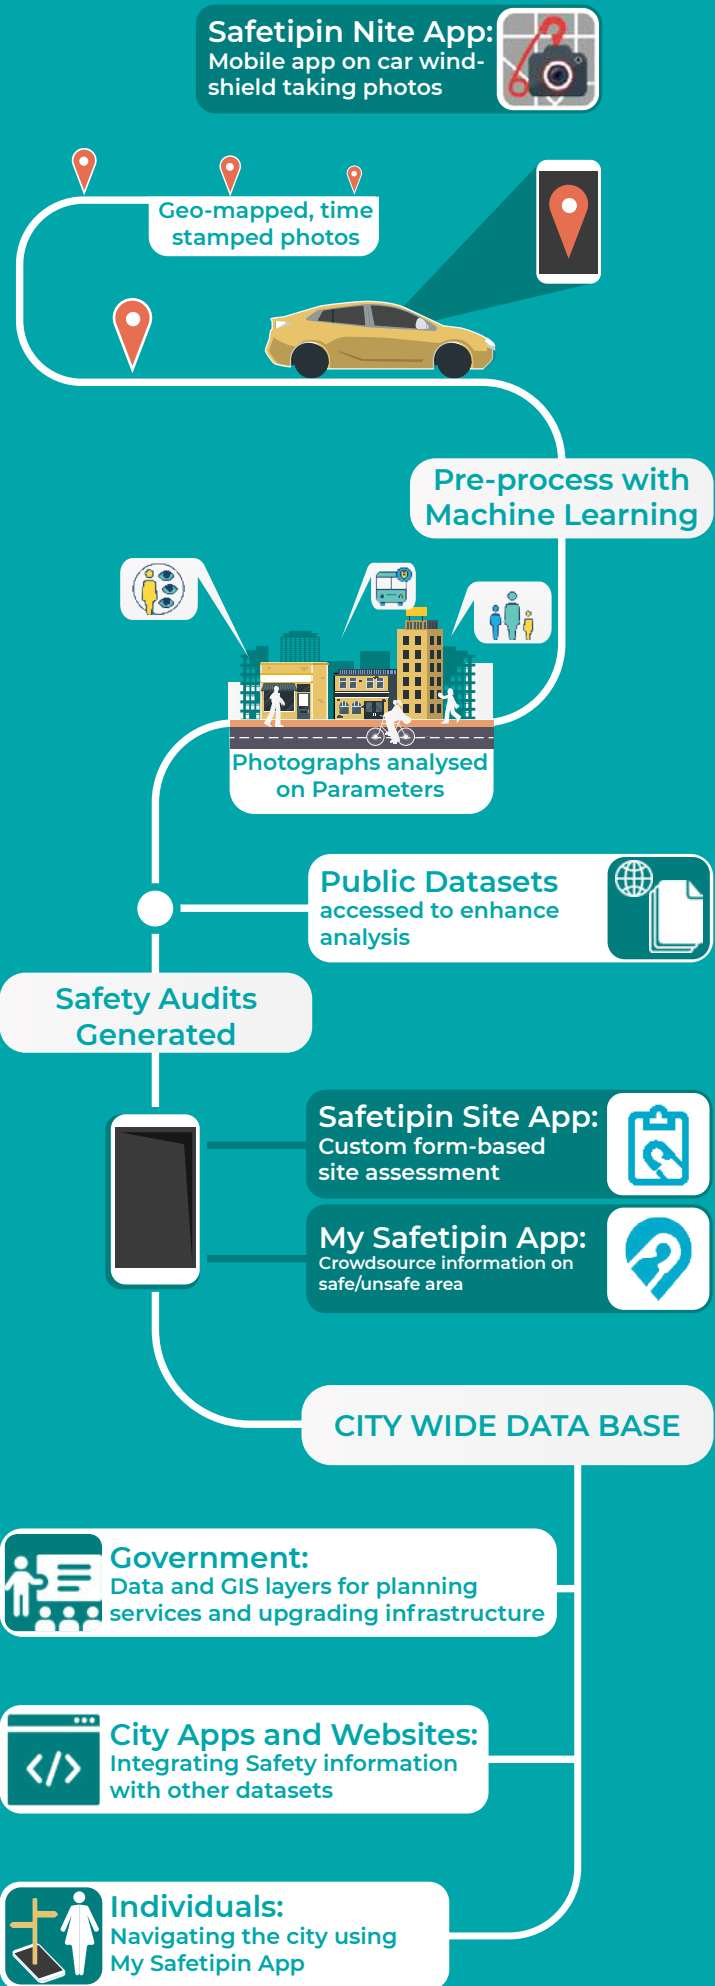 Safetipin Nite App:
Mobile app on car wind-
shield taking photos
Geo-mapped, time
stamped photos
Pre-process with
Machine Learning
Photographs analysed
on Parameters
Public Datasets
accessed to enhance
analysis
Safety Audits
Generated
Safetipin Site App:
Custom form-based
site assessment
My Safetipin App:
Crowdsource information on
safe/unsafe area
CITY WIDE DATA BASE
Government:
Data and GIS layers for planning
services and upgrading infrastructure
</>
City Apps and Websites:
Integrating Safety information
with other datasets
Individuals:
Navigating the city using
My Safetipin App